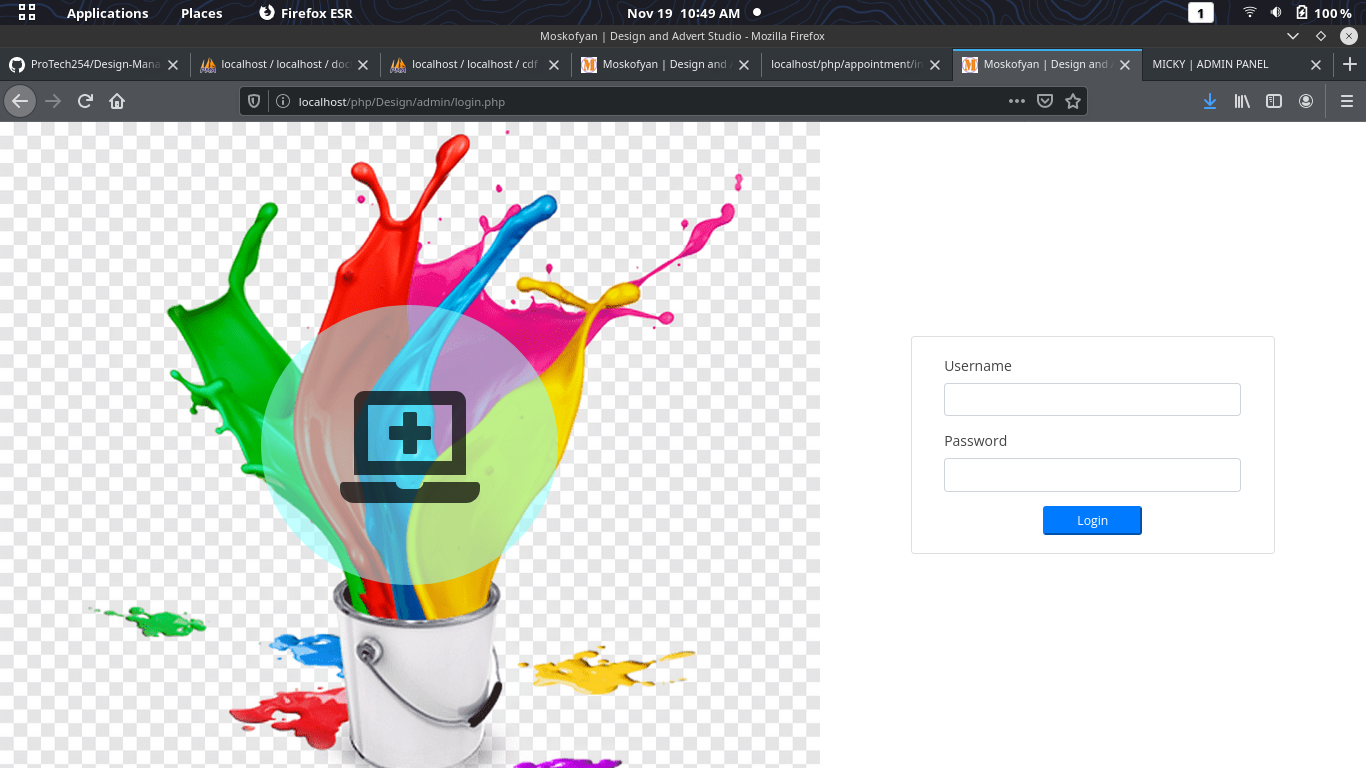 Applications Places Firefox ESR Nov 19 10:49 AM 1 100 %
Moskofyan | Design and Advert Studio - Mozilla Firefox
ProTech254/Design-Mana localhost / localhost / doc localhost / localhost / cdf Moskofyan | Design and localhost/php/appointment/in Moskofyan | Design and MICKY | ADMIN PANEL
localhost/php/Design/admin/login.php
Username
Password
Login